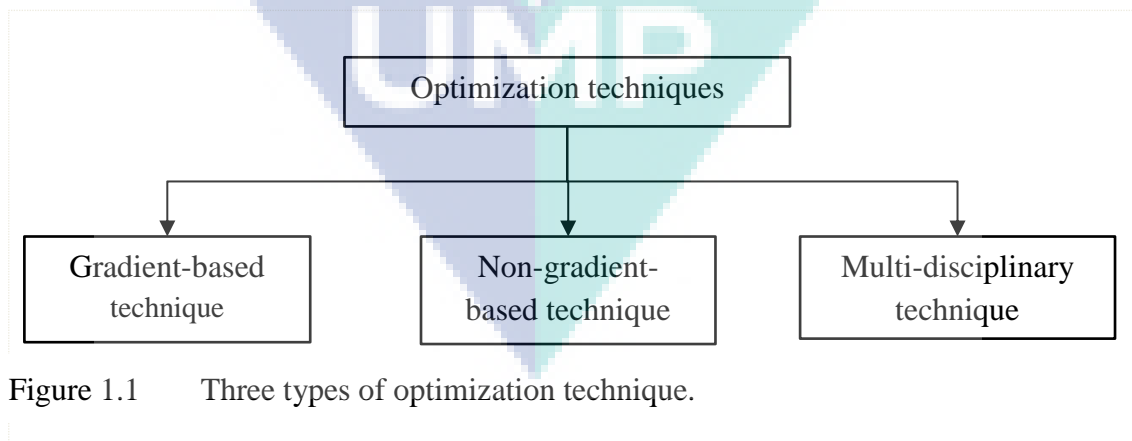 UMP
Optimization techniques
Gradient-based
technique
Non-gradient-
based technique
Multi-disciplinary
technique
Figure 1.1 Three types of optimization technique.